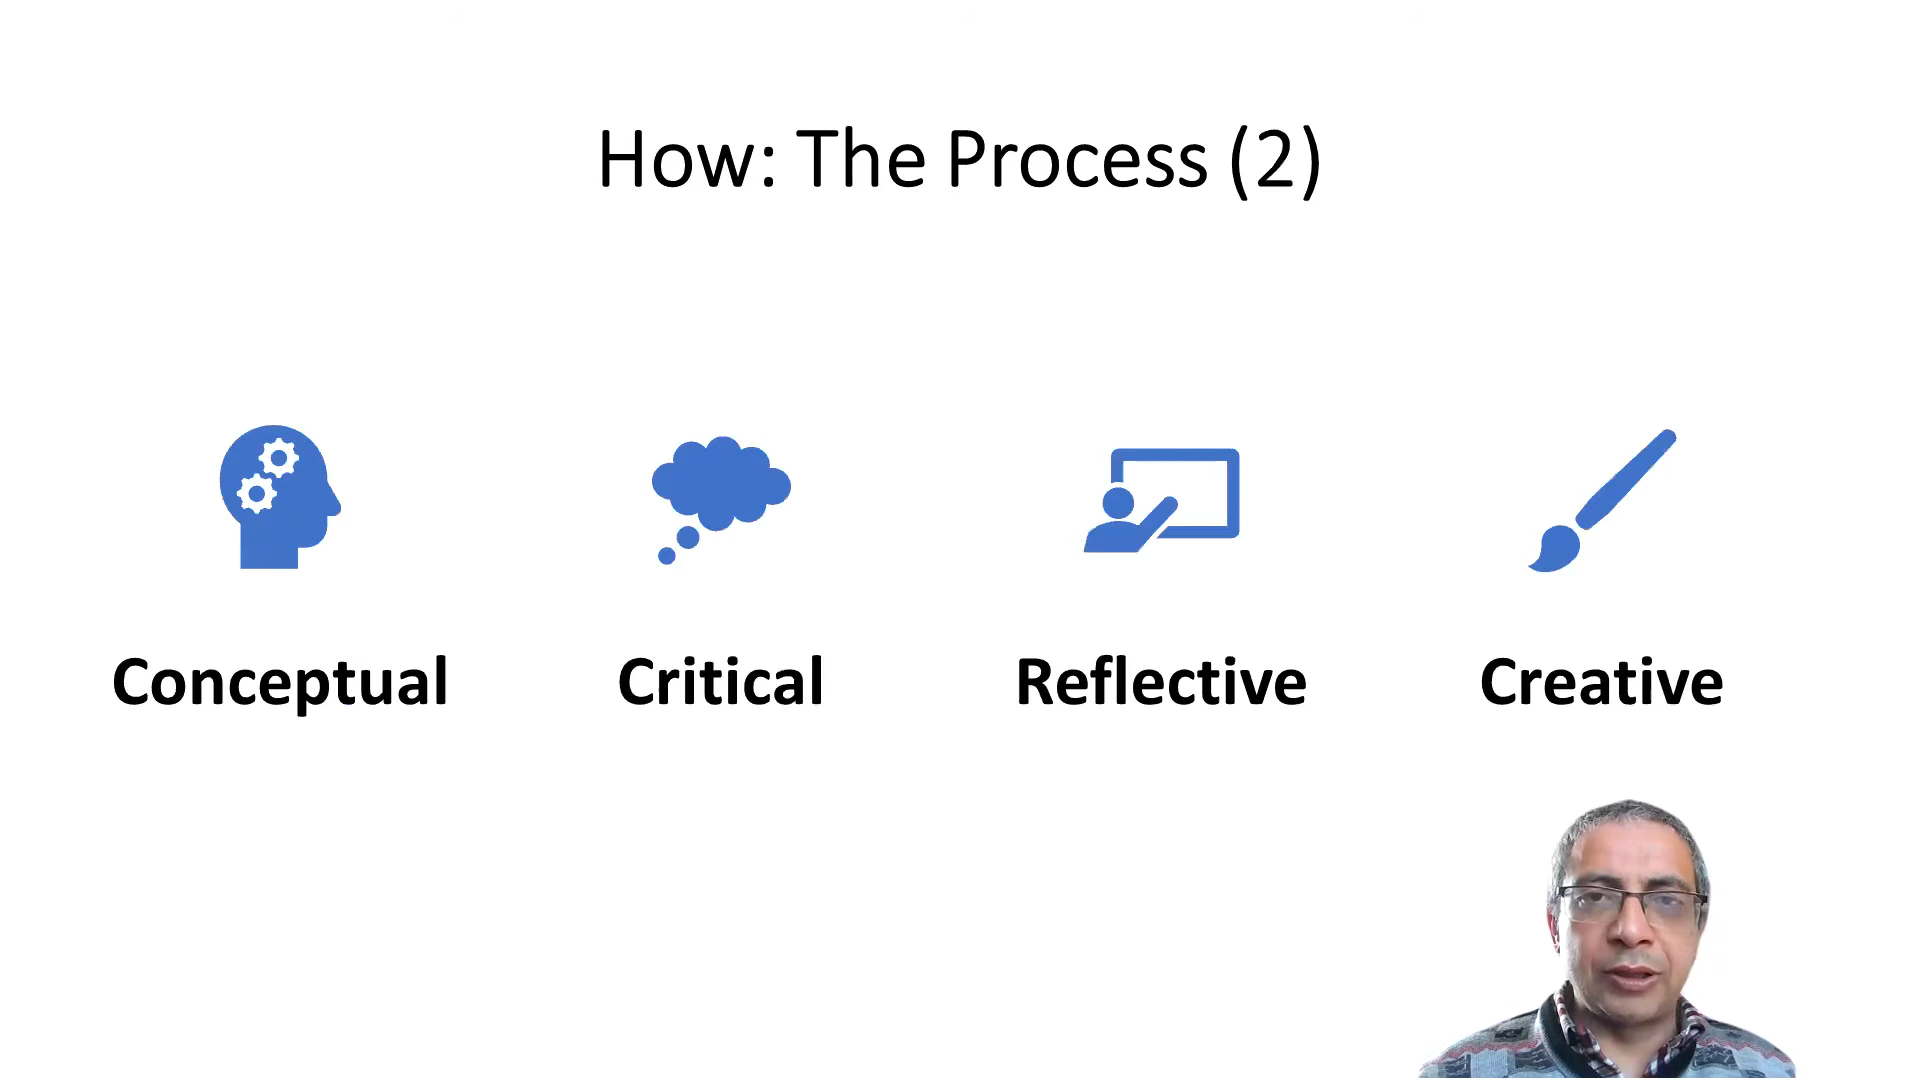 How: The Process (2)
Conceptual
Critical
Reflective
Creative